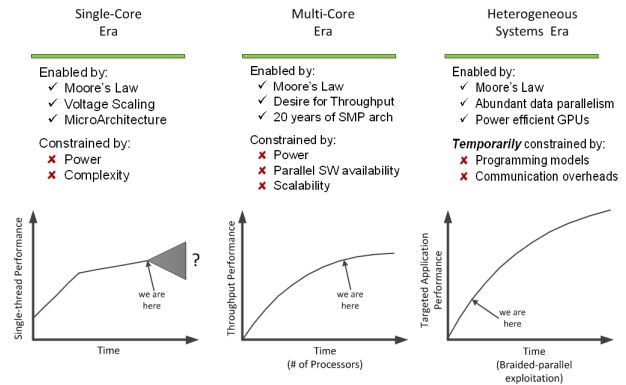 Single-Core
Era
Enabled by:
✓ Moore's Law
✓ Voltage Scaling
✓ MicroArchitecture
Constrained by:
✘ Power
✘ Complexity
Single-thread Performance
?
we are
here
Time
Multi-Core
Era
Enabled by:
✓ Moore's Law
✓ Desire for Throughput
✓ 20 years of SMP arch
Constrained by:
✘ Power
✘ Parallel SW availability
✘ Scalability
Throughput Performance
we are
here
Time
(# of Processors)
Heterogeneous
Systems Era
Enabled by:
✓ Moore's Law
✓ Abundant data parallelism
✓ Power efficient GPUs
Temporarily constrained by:
✘ Programming models
✘ Communication overheads
Targeted Application
Performance
we are
here
Time
(Braided-parallel
exploitation)